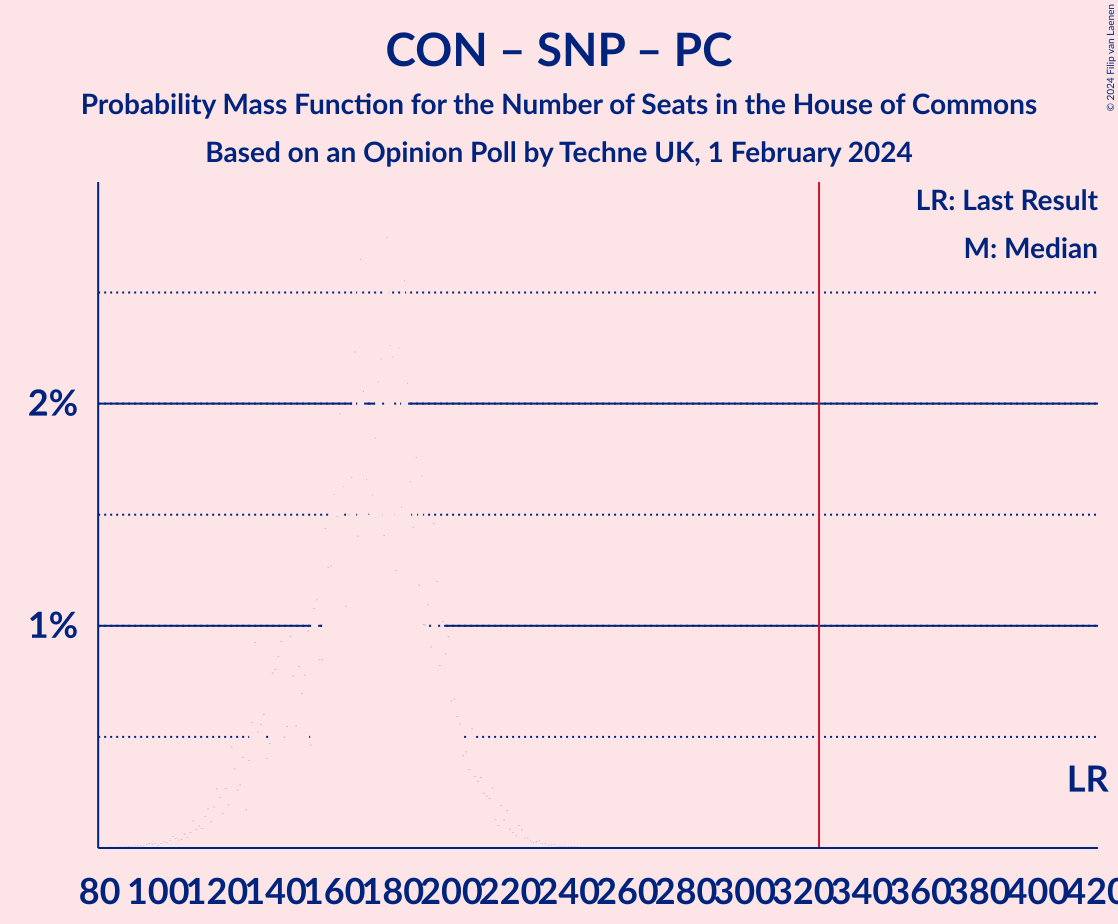 CON – SNP – PC
Probability Mass Function for the Number of Seats in the House of Commons
Based on an Opinion Poll by Techne UK, 1 February 2024
© 2024 Filip van Laenen
LR: Last Result
M: Median
2%
1%
LR
80 100 120 140 160 180 200 220 240 260 280 300 320 340 360 380 400 420